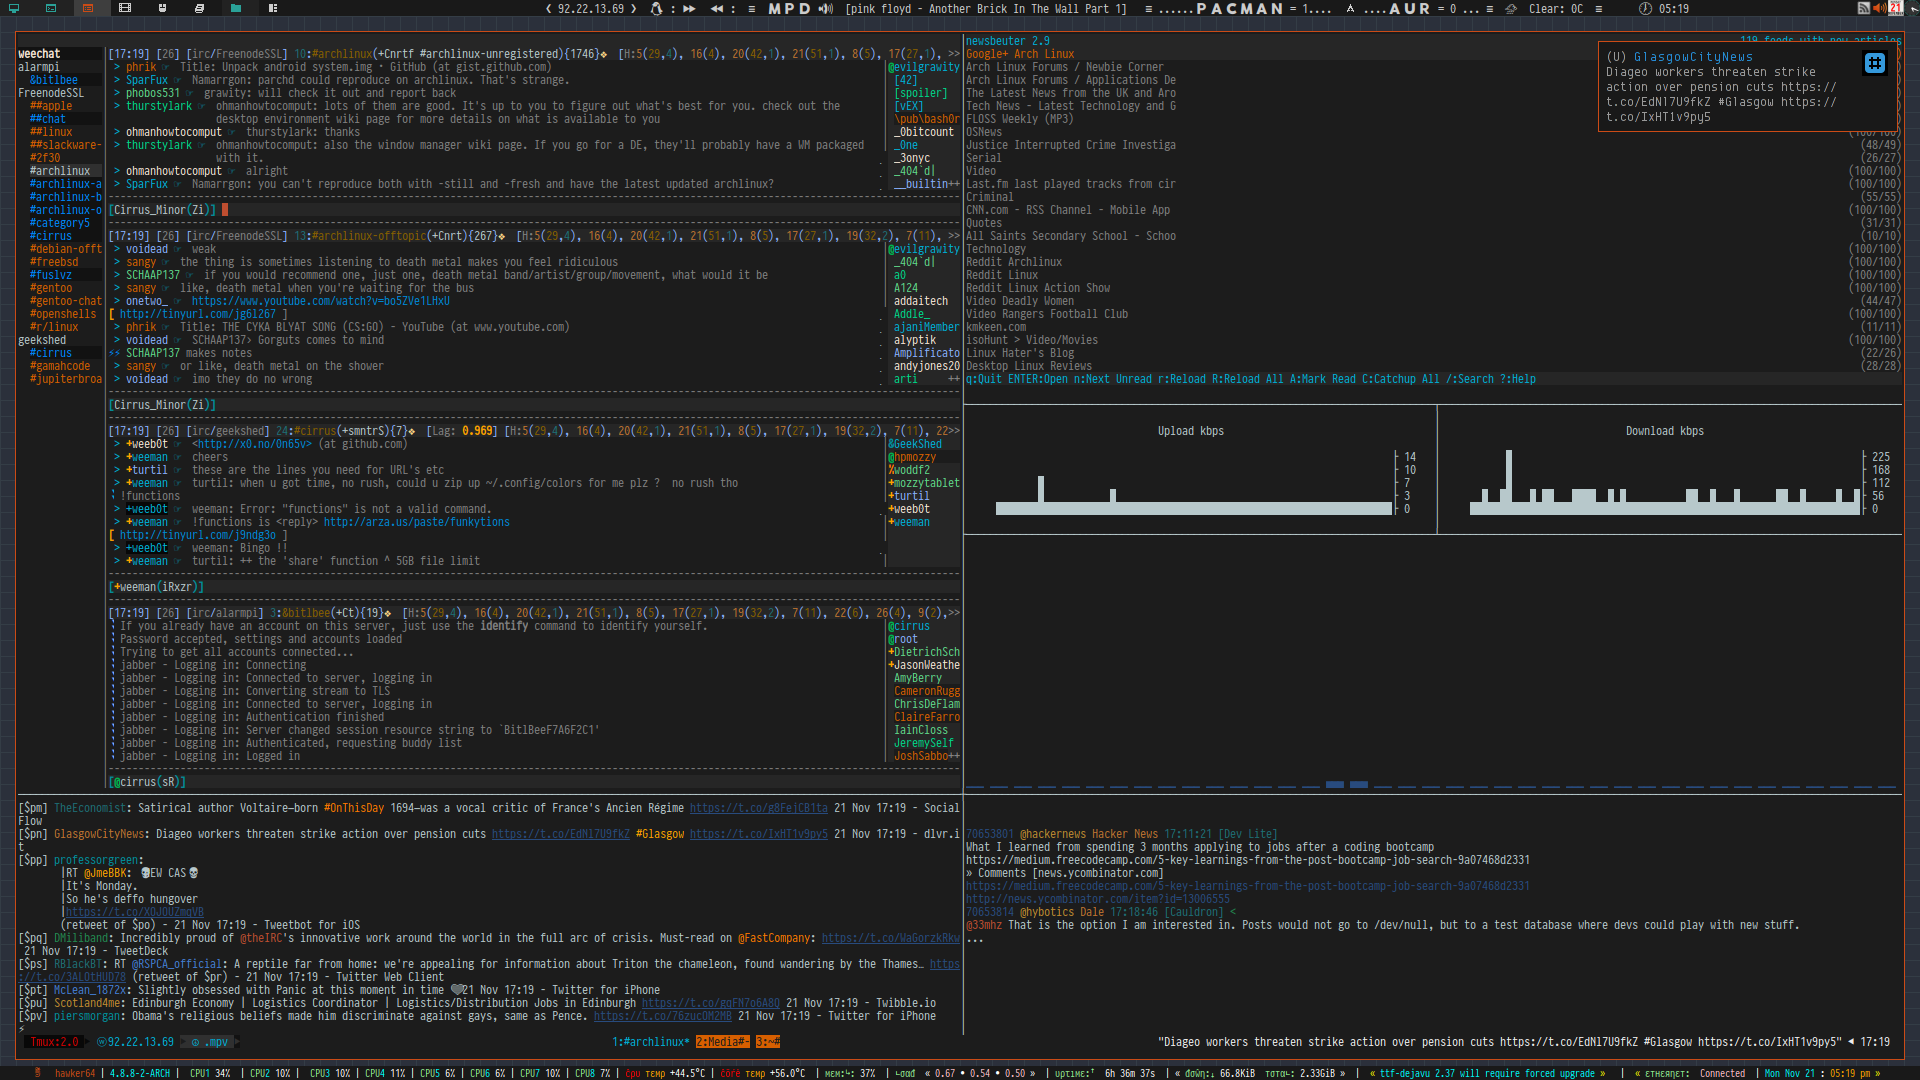 ❮ 92.22.13.69 ❯ : ▶▶ ◀◀ : ≡ MPD [pink floyd - Another Brick In The Wall Part 1] ≡ ......PACMAN = 1.... ....AUR = 0 ... ≡ Clear: 0C ≡ 05:19
weechat
alarmpi
&bitlbee
FreenodeSSL
##apple
##chat
##linux
##slackware-
#2f30
#archlinux
#archlinux-a
#archlinux-b
#archlinux-o
#category5
#cirrus
#debian-offt
#freebsd
#fuslvz
#gentoo
#gentoo-chat
#openshells
#r/linux
geekshed
#cirrus
#gamahcode
#jupiterbroa
[17:19] [26] [irc/FreenodeSSL] 10:#archlinux(+Cnrtf #archlinux-unregistered){1746} [H:5(29,4), 16(4), 20(42,1), 21(51,1), 8(5), 17(27,1), >>
> phrik Title: Unpack android system.img · GitHub (at gist.github.com)
> SparFux Namarrgon: parchd could reproduce on archlinux. That's strange.
> phobos531 gravity: will check it out and report back
> thurstylark ohmanhowtocomput: lots of them are good. It's up to you to figure out what's best for you. check out the
desktop environment wiki page for more details on what is available to you
> ohmanhowtocomput thurstylark: thanks
> thurstylark ohmanhowtocomput: also the window manager wiki page. If you go for a DE, they'll probably have a WM packaged
with it.
> ohmanhowtocomput alright
> SparFux Namarrgon: you can't reproduce both with -still and -fresh and have the latest updated archlinux?
@evilgravity
[42]
[spoiler]
[vEX]
\pub\bash0r
_0bitcount
_0ne
_3onyc
_404`d|
__builtin++
[Cirrus_Minor(Zi)]
[17:19] [26] [irc/FreenodeSSL] 13:#archlinux-offtopic(+Cnrt){267} [H:5(29,4), 16(4), 20(42,1), 21(51,1), 8(5), 17(27,1), 19(32,2), 7(11), >>
> voidead weak
> sangy the thing is sometimes listening to death metal makes you feel ridiculous
> SCHAAP137 if you would recommend one, just one, death metal band/artist/group/movement, what would it be
> sangy like, death metal when you're waiting for the bus
> onetwo_ https://www.youtube.com/watch?v=bo5ZVe1LHxU
[ http://tinyurl.com/jg6l267 ]
> phrik Title: THE CYKA BLYAT SONG (CS:GO) - YouTube (at www.youtube.com)
> voidead SCHAAP137> Gorguts comes to mind
SCHAAP137 makes notes
> sangy or like, death metal on the shower
> voidead imo they do no wrong
@evilgravity
_404`d|
a0
A124
addaitech
Addle_
ajaniMember
alyptik
Amplificato
andyjones20
arti ++
[Cirrus_Minor(Zi)]
[17:19] [26] [irc/geekshed] 24:#cirrus(+smntrS){7} [Lag: 0.969] [H:5(29,4), 16(4), 20(42,1), 21(51,1), 8(5), 17(27,1), 19(32,2), 7(11), 22>>
> +weeb0t <http://x0.no/0n65v> (at github.com)
> +weeman cheers
> +turtil these are the lines you need for URL's etc
> +weeman turtil: when u got time, no rush, could u zip up ~/.config/colors for me plz ? no rush tho
!functions
> +weeb0t weeman: Error: "functions" is not a valid command.
> +weeman !functions is <reply> http://arza.us/paste/funkytions
[ http://tinyurl.com/j9ndg3o ]
> +weeb0t weeman: Bingo !!
> +weeman turtil: ++ the 'share' function ^ 5GB file limit
&GeekShed
@hpmozzy
%woddf2
+mozzytablet
+turtil
+weeb0t
+weeman
[+weeman(iRxzr)]
[17:19] [26] [irc/alarmpi] 3:&bitlbee(+Ct){19} [H:5(29,4), 16(4), 20(42,1), 21(51,1), 8(5), 17(27,1), 19(32,2), 7(11), 22(6), 26(4), 9(2),>>
If you already have an account on this server, just use the identify command to identify yourself.
Password accepted, settings and accounts loaded
Trying to get all accounts connected...
jabber - Logging in: Connecting
jabber - Logging in: Connected to server, logging in
jabber - Logging in: Converting stream to TLS
jabber - Logging in: Connected to server, logging in
jabber - Logging in: Authentication finished
jabber - Logging in: Server changed session resource string to `BitlBeeF7A6F2C1'
jabber - Logging in: Authenticated, requesting buddy list
jabber - Logging in: Logged in
@cirrus
@root
+DietrichSch
+JasonWeathe
AmyBerry
CameronRugg
ChrisDeFlam
ClaireFarro
IainCloss
JeremySelf
JoshSabbo++
[@cirrus(sR)]
[$pm] TheEconomist: Satirical author Voltaire—born #OnThisDay 1694—was a vocal critic of France's Ancien Régime https://t.co/g8FejCB1ta 21 Nov 17:19 - Social
Flow
[$pn] GlasgowCityNews: Diageo workers threaten strike action over pension cuts https://t.co/EdNl7U9fkZ #Glasgow https://t.co/IxHT1v9py5 21 Nov 17:19 - dlvr.i
t
[$pp] professorgreen:
|RT @JmeBBK: EW CAS
|It's Monday.
|So he's deffo hungover
|https://t.co/XOJOUZmqVB
(retweet of $po) - 21 Nov 17:19 - Tweetbot for iOS
[$pq] DMiliband: Incredibly proud of @theIRC's innovative work around the world in the full arc of crisis. Must-read on @FastCompany: https://t.co/WaGorzkRkw
21 Nov 17:19 - TweetDeck
[$ps] RBlackBT: RT @RSPCA_official: A reptile far from home: we're appealing for information about Triton the chameleon, found wandering by the Thames… https
://t.co/3ALOtHUD78 (retweet of $pr) - 21 Nov 17:19 - Twitter Web Client
[$pt] McLean_1872x: Slightly obsessed with Panic at this moment in time 21 Nov 17:19 - Twitter for iPhone
[$pu] Scotland4me: Edinburgh Economy | Logistics Coordinator | Logistics/Distribution Jobs in Edinburgh https://t.co/gqFN7o6A8Q 21 Nov 17:19 - Twibble.io
[$pv] piersmorgan: Obama's religious beliefs made him discriminate against gays, same as Pence. https://t.co/76zucOM2MB 21 Nov 17:19 - Twitter for iPhone
newsbeuter 2.9
Google+ Arch Linux
Arch Linux Forums / Newbie Corner
Arch Linux Forums / Applications De
The Latest News from the UK and Aro
Tech News - Latest Technology and G
FLOSS Weekly (MP3)
OSNews (100/100)
Justice Interrupted Crime Investiga (48/49)
Serial (26/27)
Video (100/100)
Last.fm last played tracks from cir (100/100)
Criminal (55/55)
CNN.com - RSS Channel - Mobile App (100/100)
Quotes (31/31)
All Saints Secondary School - Schoo (10/10)
Technology (100/100)
Reddit Archlinux (100/100)
Reddit Linux (100/100)
Reddit Linux Action Show (100/100)
Video Deadly Women (44/47)
Video Rangers Football Club (100/100)
kmkeen.com (11/11)
isoHunt > Video/Movies (100/100)
Linux Hater's Blog (22/26)
Desktop Linux Reviews (28/28)
q:Quit ENTER:Open n:Next Unread r:Reload R:Reload All A:Mark Read C:Catchup All /:Search ?:Help
(U) GlasgowCityNews
Diageo workers threaten strike
action over pension cuts https://
t.co/EdNl7U9fkZ #Glasgow https://
t.co/IxHT1v9py5
Upload kbps
14
10
7
3
0
Download kbps
225
168
112
56
0
70653801 @hackernews Hacker News 17:11:21 [Dev Lite]
What I learned from spending 3 months applying to jobs after a coding bootcamp
https://medium.freecodecamp.com/5-key-learnings-from-the-post-bootcamp-job-search-9a07468d2331
» Comments [news.ycombinator.com]
https://medium.freecodecamp.com/5-key-learnings-from-the-post-bootcamp-job-search-9a07468d2331
http://news.ycombinator.com/item?id=13006555
70653814 @hybotics Dale 17:18:46 [Cauldron] <
@33mhz That is the option I am interested in. Posts would not go to /dev/null, but to a test database where devs could play with new stuff.
...
Tmux:2.0 92.22.13.69 .mpv 1:#archlinux* 2:Media#- 3:~# "Diageo workers threaten strike action over pension cuts https://t.co/EdNl7U9fkZ #Glasgow https://t.co/IxHT1v9py5" ◀ 17:19
hawker64 | 4.8.8-2-ARCH | CPU1 34% | CPU2 10% | CPU3 10% | CPU4 11% | CPU5 6% | CPU6 6% | CPU7 10% | CPU8 7% | +44.5°C | +56.0°C | 37% | « 0.67 • 0.54 • 0.50 » | 6h 36m 37s | 66.8KiB 2.33GiB » | « ttf-dejavu 2.37 will require forced upgrade » | Connected | Mon Nov 21 : 05:19 pm »